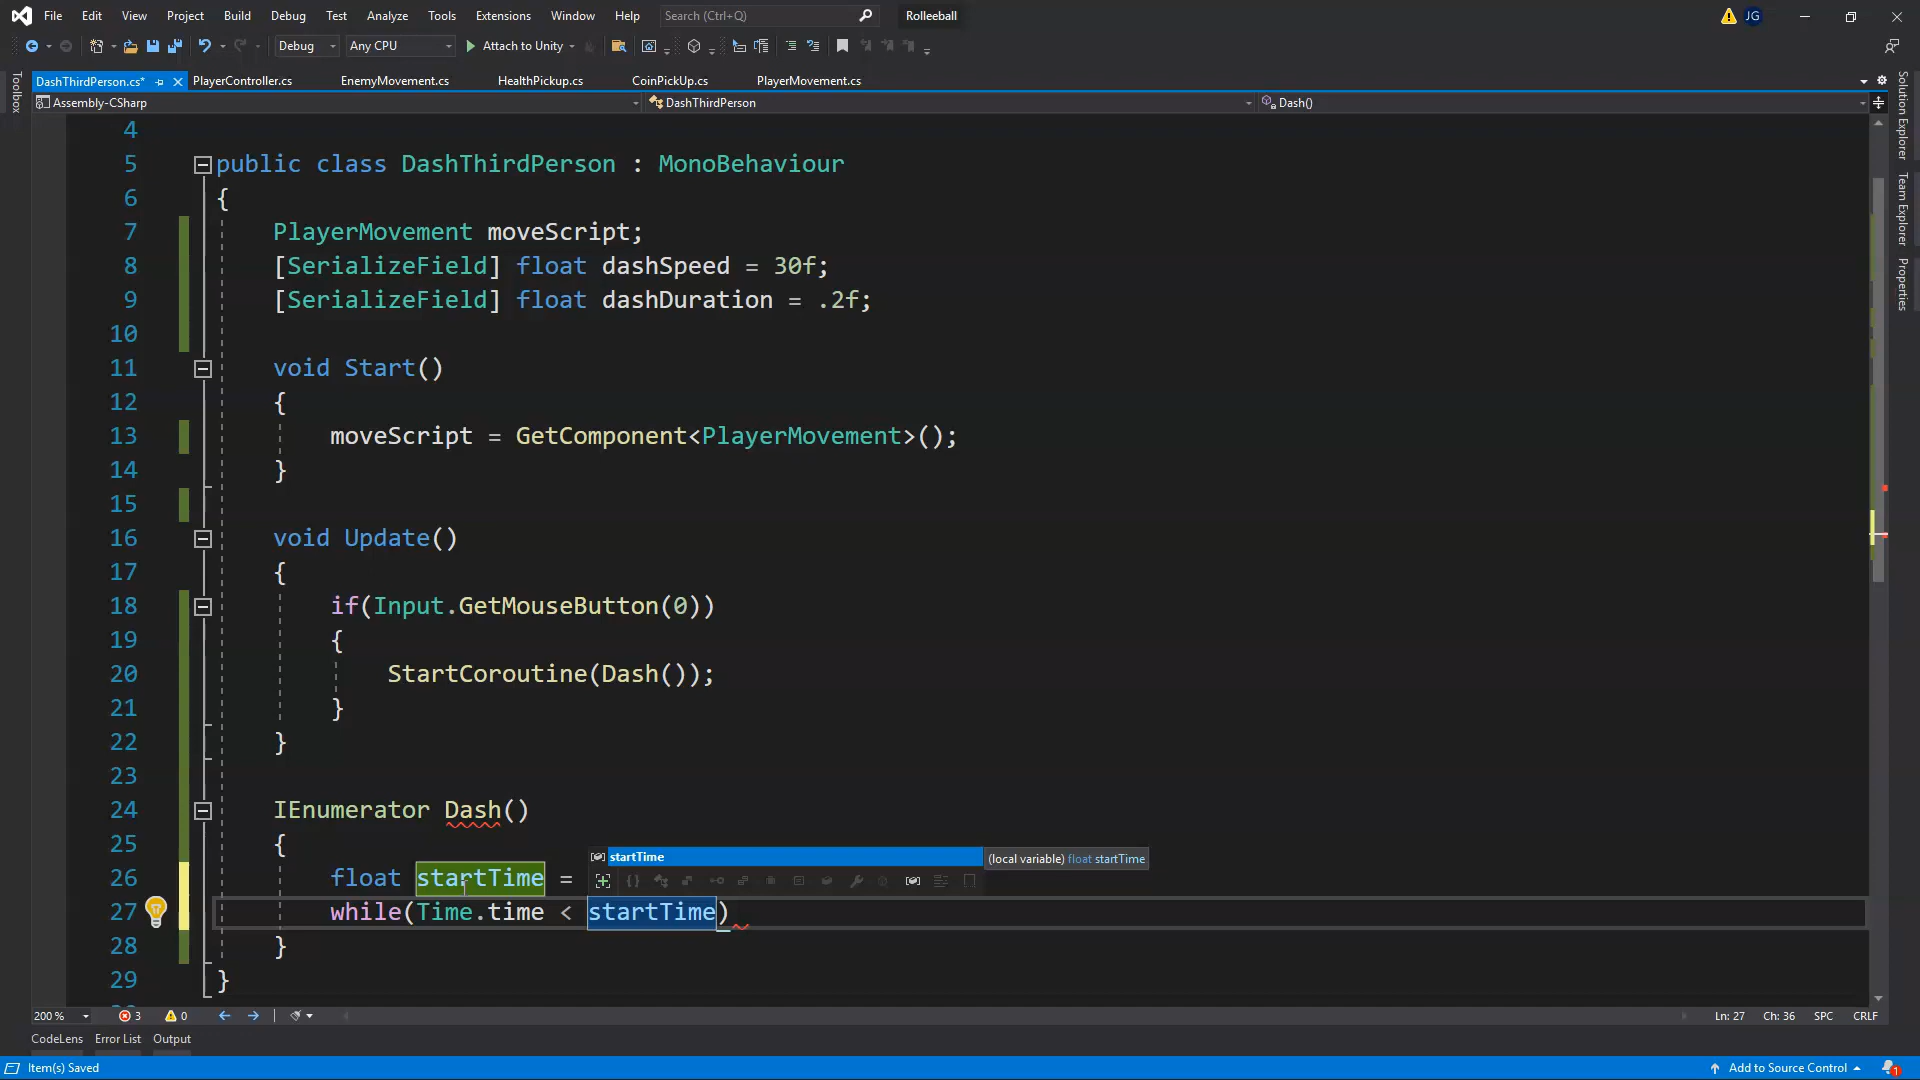 File Edit View Project Build Debug Test Analyze Tools Extensions Window Help Search (Ctrl+Q) Rolleeball JG
Debug Any CPU Attach to Unity
DashThirdPerson.cs* PlayerController.cs EnemyMovement.cs HealthPickup.cs CoinPickUp.cs PlayerMovement.cs
Assembly-CSharp DashThirdPerson Dash()
Toolbox
Solution Explorer
Team Explorer
Properties
4
5 public class DashThirdPerson : MonoBehaviour
6 {
7 PlayerMovement moveScript;
8 [SerializeField] float dashSpeed = 30f;
9 [SerializeField] float dashDuration = .2f;
10
11 void Start()
12 {
13 moveScript = GetComponent<PlayerMovement>();
14 }
15
16 void Update()
17 {
18 if(Input.GetMouseButton(0))
19 {
20 StartCoroutine(Dash());
21 }
22 }
23
24 IEnumerator Dash()
25 {
startTime (local variable) float startTime
26 float startTime =
27 while(Time.time < startTime)
28 }
29 }
200 % 3 0 Ln: 27 Ch: 36 SPC CRLF
CodeLens Error List Output
Item(s) Saved Add to Source Control 1